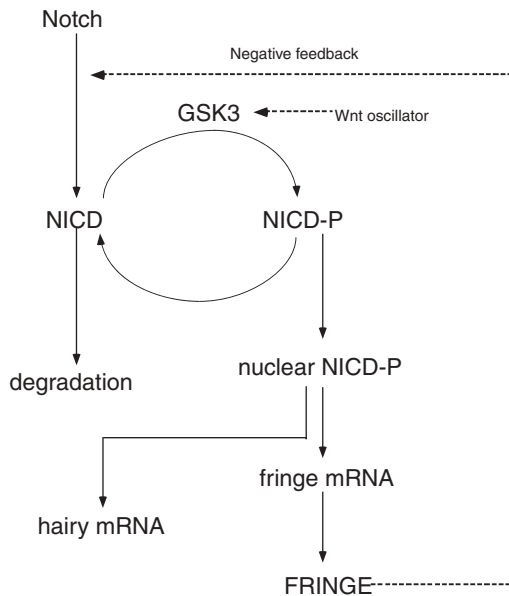 Notch
Negative feedback
GSK3
Wnt oscillator
NICD
NICD-P
degradation
nuclear NICD-P
fringe mRNA
hairy mRNA
FRINGE